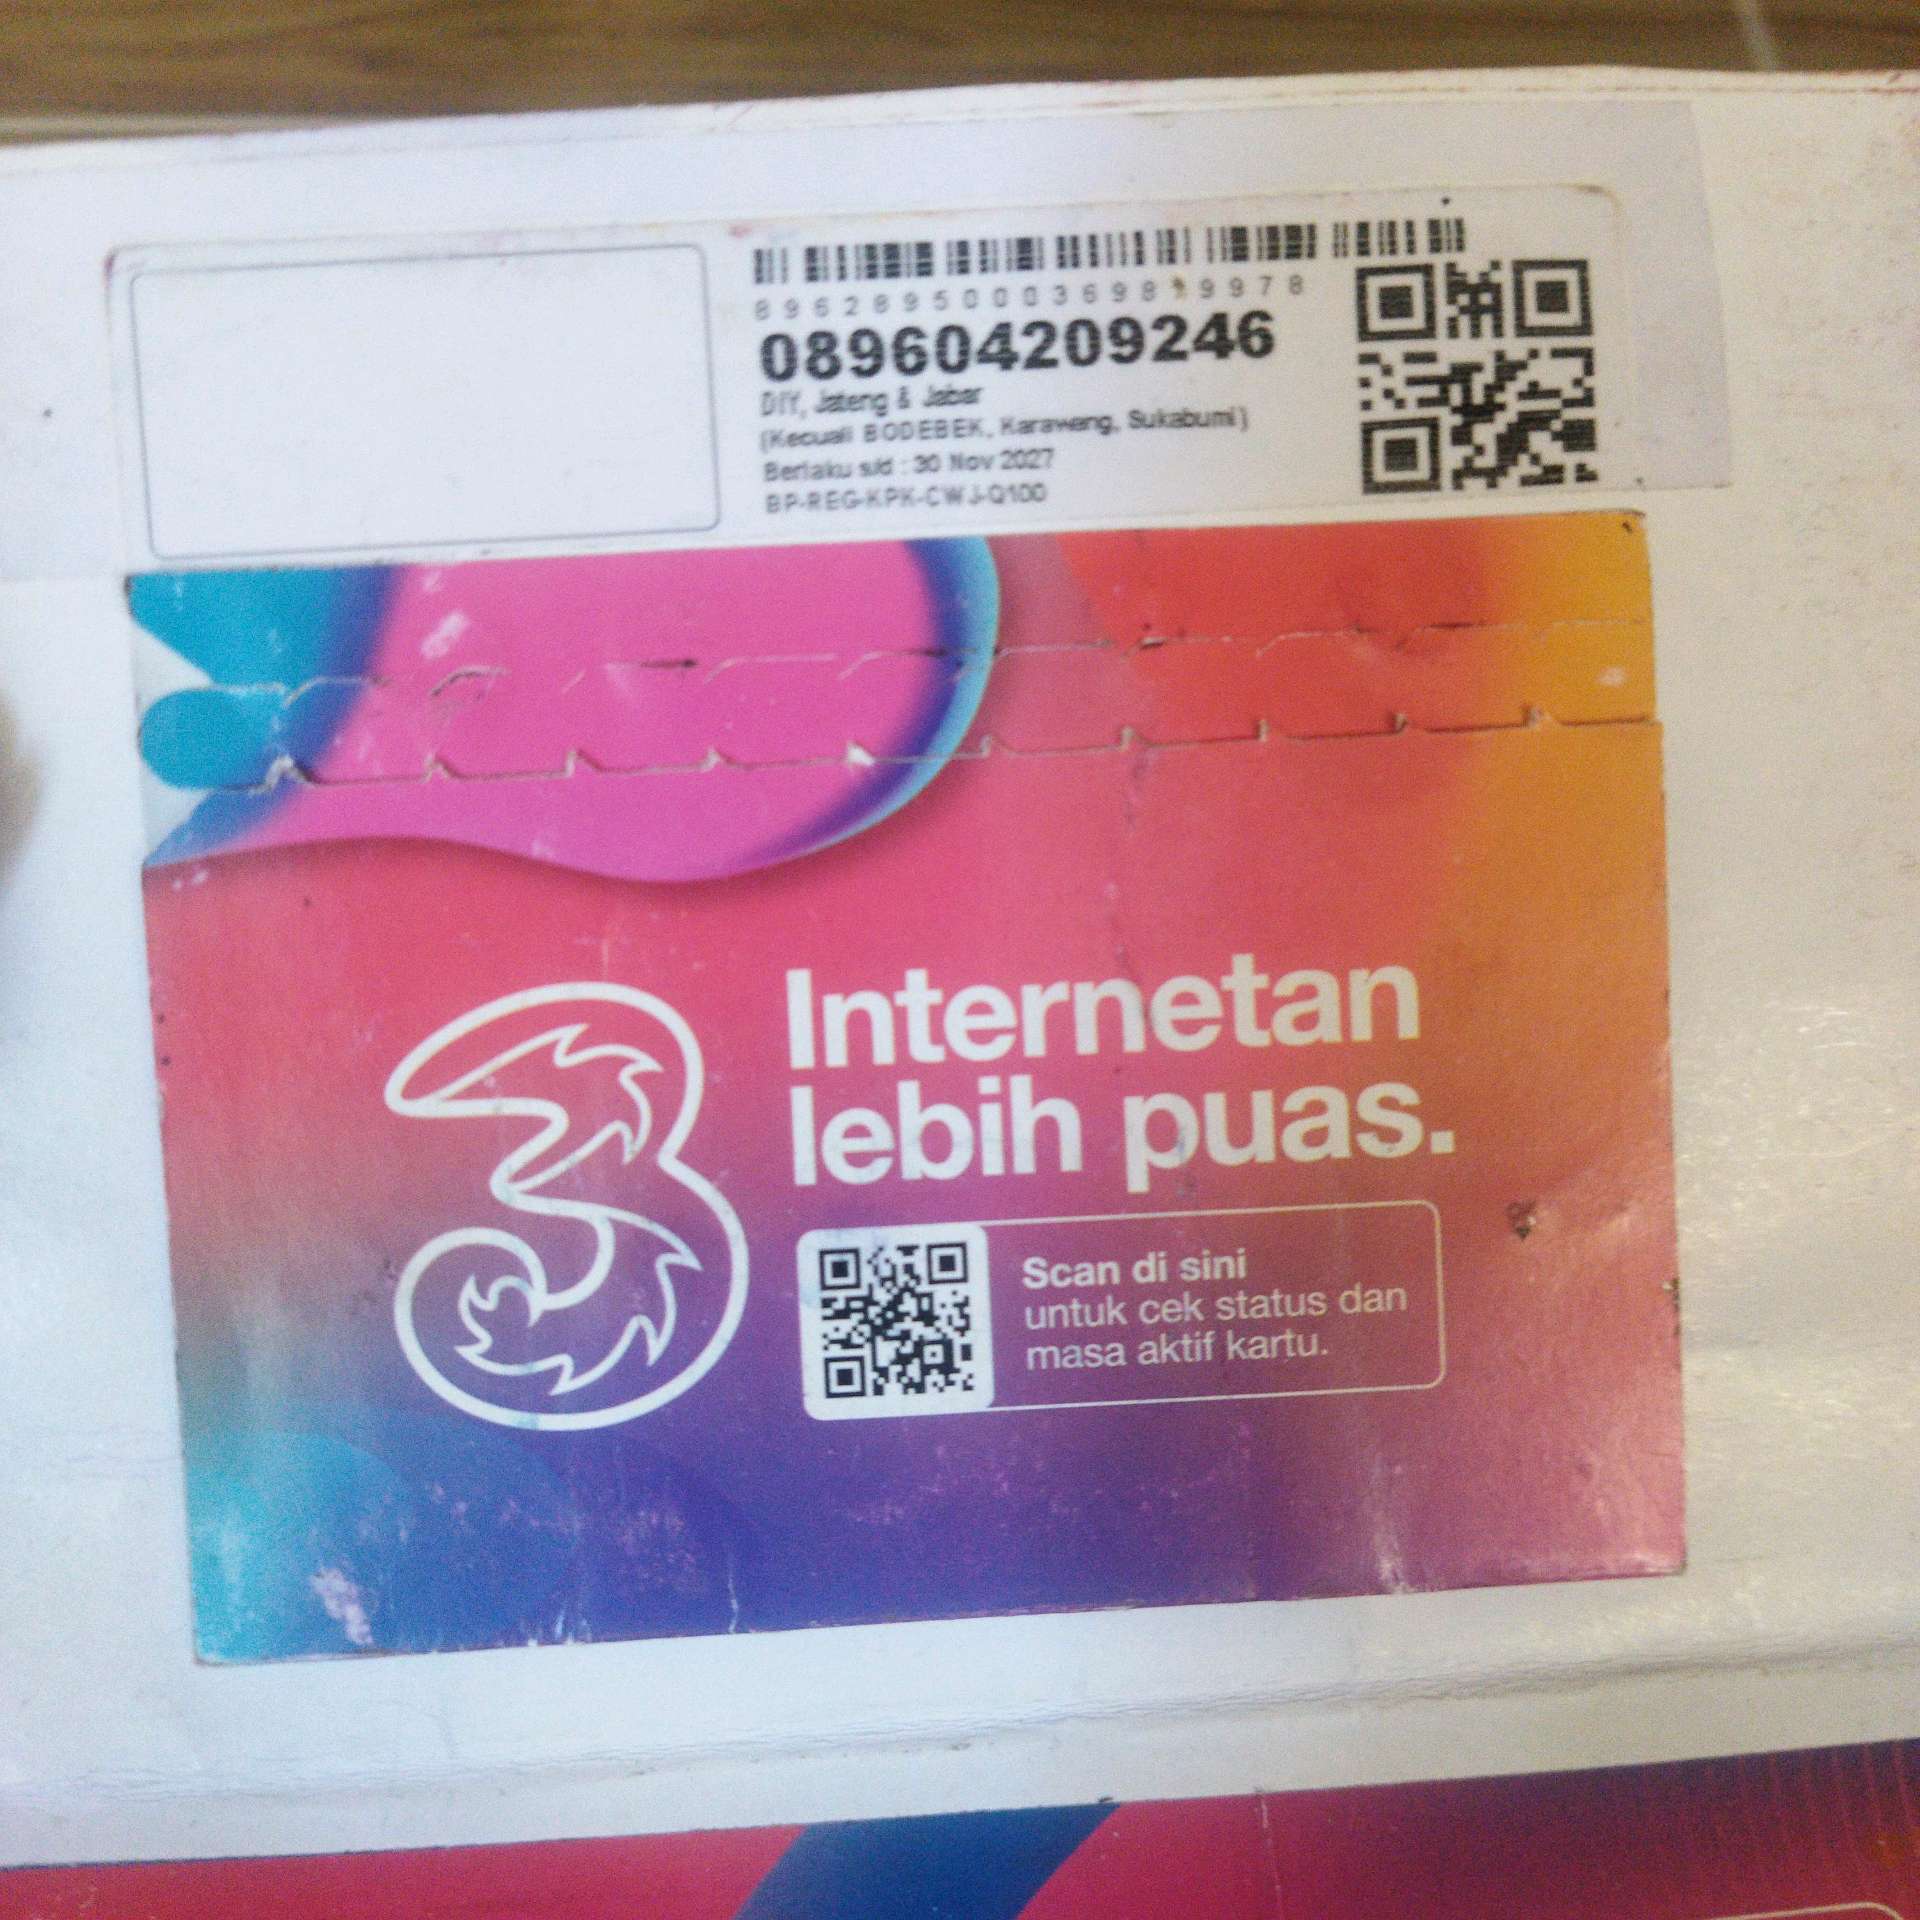 089604209246
DIY, Jateng & Jabar
(Kecuali BODEBEK, Karawang, Sukabumi)
Berlaku s/d : 30 Nov 2027
BP-REG-KPK-CWJ-Q100
3
Internetan
lebih puas.
Scan di sini
untuk cek status dan
masa aktif kartu.